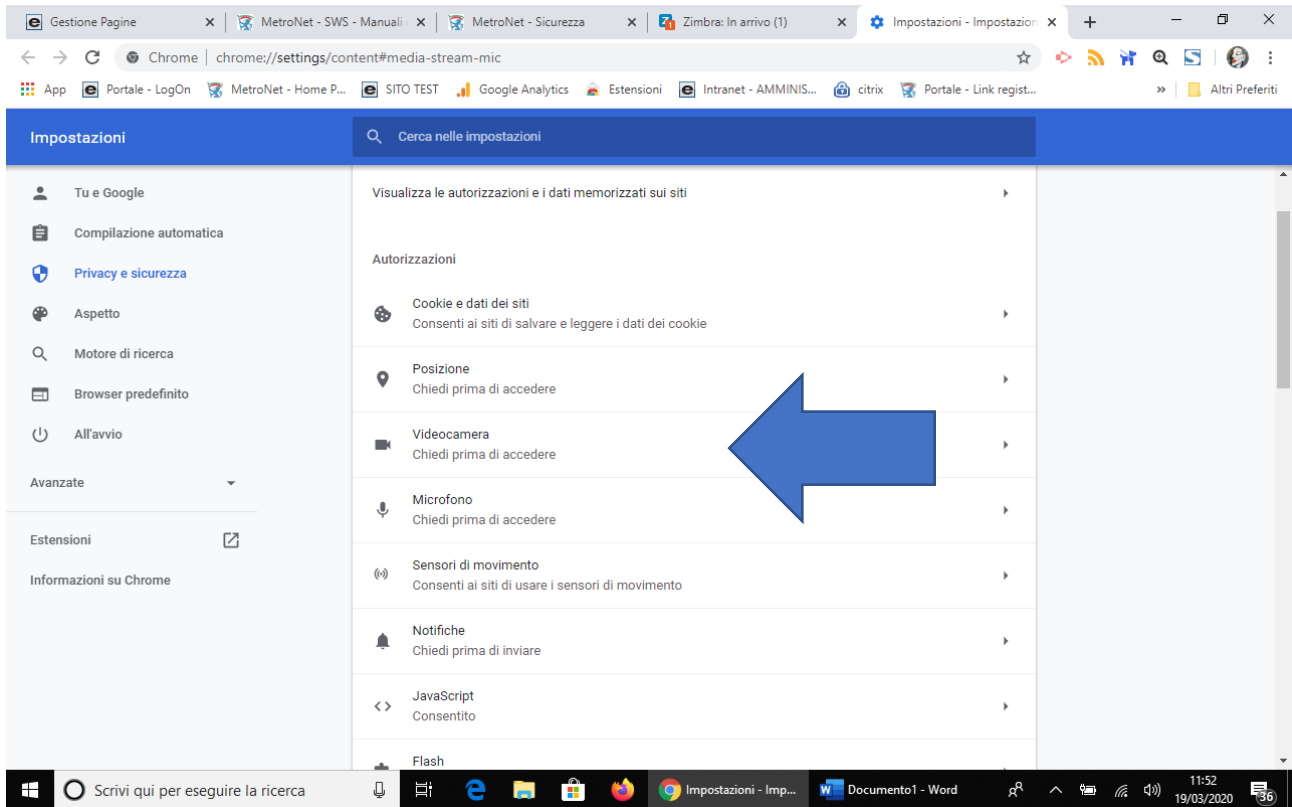 Gestione Pagine
MetroNet - SWS - Manuali
MetroNet - Sicurezza
Zimbra: In arrivo (1)
Impostazioni - Impostazion
Chrome | chrome://settings/content#media-stream-mic
App
Portale - LogOn
MetroNet - Home P...
SITO TEST
Google Analytics
Estensioni
Intranet - AMMINIS...
citrix
Portale - Link regist...
»
Altri Preferiti
Impostazioni
Cerca nelle impostazioni
Tu e Google
Compilazione automatica
Privacy e sicurezza
Aspetto
Motore di ricerca
Browser predefinito
All'avvio
Avanzate
Estensioni
Informazioni su Chrome
Visualizza le autorizzazioni e i dati memorizzati sui siti
Autorizzazioni
Cookie e dati dei siti
Consenti ai siti di salvare e leggere i dati dei cookie
Posizione
Chiedi prima di accedere
Videocamera
Chiedi prima di accedere
Microfono
Chiedi prima di accedere
Sensori di movimento
Consenti ai siti di usare i sensori di movimento
Notifiche
Chiedi prima di inviare
JavaScript
Consentito
Flash
Scrivi qui per eseguire la ricerca
Impostazioni - Imp...
Documento1 - Word
11:52
19/03/2020
36